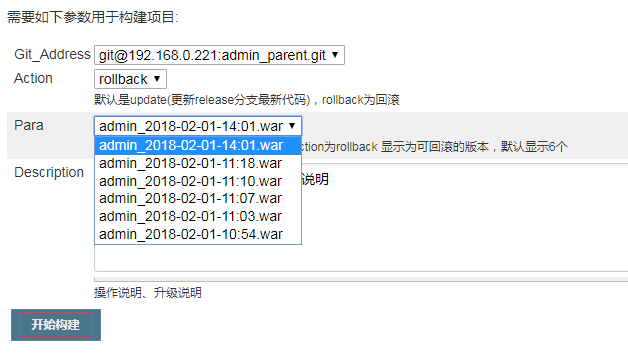 需要如下参数用于构建项目:
Git_Address git@192.168.0.221:admin_parent.git
Action rollback
默认是update(更新release分支最新代码)，rollback为回滚
Para admin_2018-02-01-14:01.war
admin_2018-02-01-14:01.war ction为rollback 显示为可回滚的版本，默认显示6个
Description admin_2018-02-01-11:18.war 说明
admin_2018-02-01-11:10.war
admin_2018-02-01-11:07.war
admin_2018-02-01-11:03.war
admin_2018-02-01-10:54.war
操作说明、升级说明
开始构建